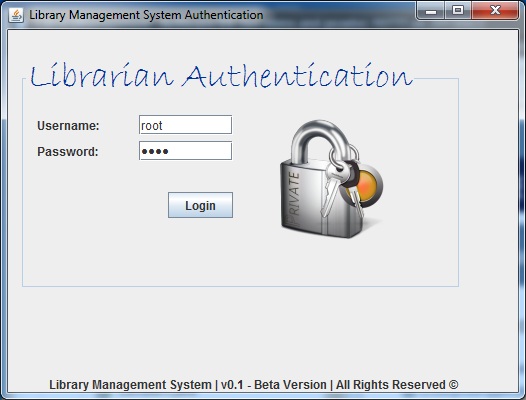 Library Management System Authentication
Librarian Authentication
Username: root
Password: ●●●●
Login
PRIVATE
Library Management System | v0.1 - Beta Version | All Rights Reserved ©